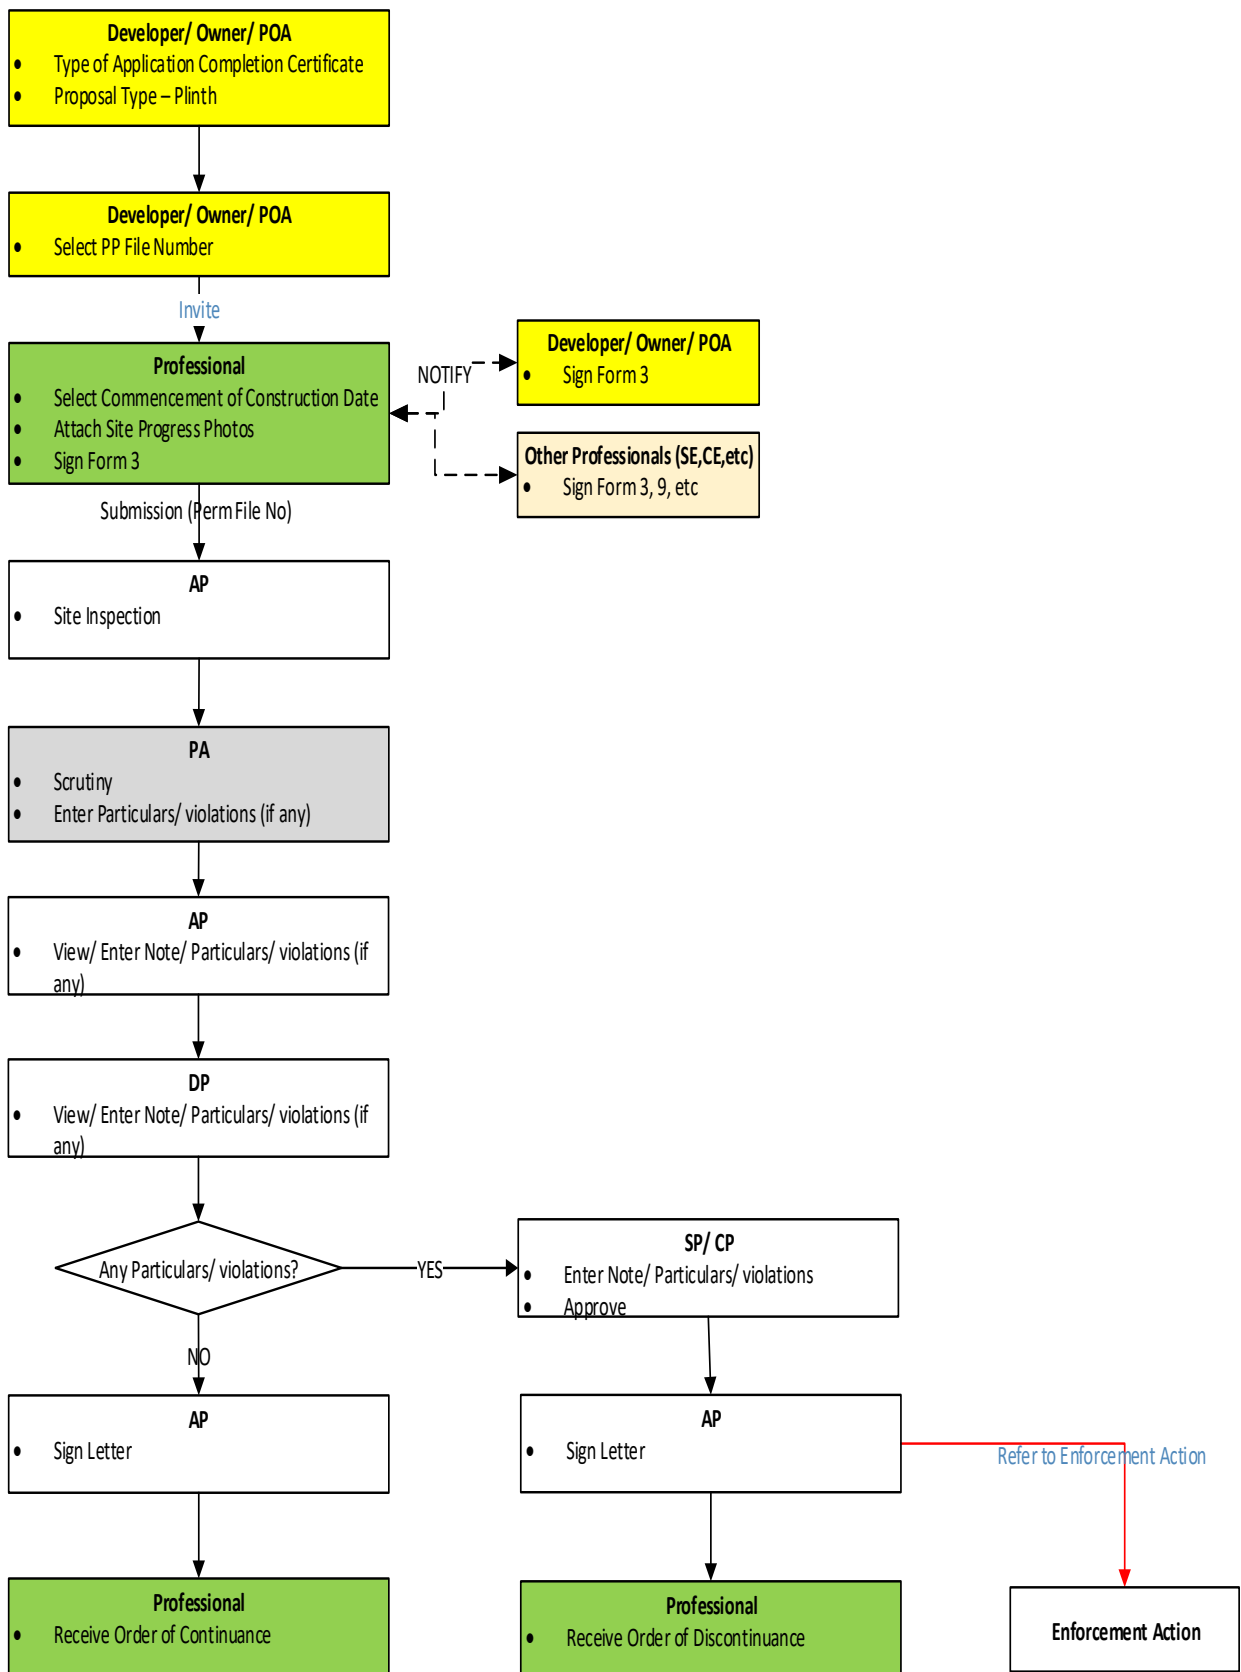 Developer/ Owner/ POA
• Type of Application Completion Certificate
• Proposal Type – Plinth
Developer/ Owner/ POA
• Select PP File Number
Invite
Professional
• Select Commencement of Construction Date
• Attach Site Progress Photos
• Sign Form 3
NOTIFY
Developer/ Owner/ POA
• Sign Form 3
Other Professionals (SE,CE,etc)
• Sign Form 3, 9, etc
Submission (Perm File No)
AP
• Site Inspection
PA
• Scrutiny
• Enter Particulars/ violations (if any)
AP
• View/ Enter Note/ Particulars/ violations (if
any)
DP
• View/ Enter Note/ Particulars/ violations (if
any)
Any Particulars/ violations?
YES
SP/ CP
• Enter Note/ Particulars/ violations
• Approve
NO
AP
• Sign Letter
AP
• Sign Letter
Refer to Enforcement Action
Professional
• Receive Order of Continuance
Professional
• Receive Order of Discontinuance
Enforcement Action